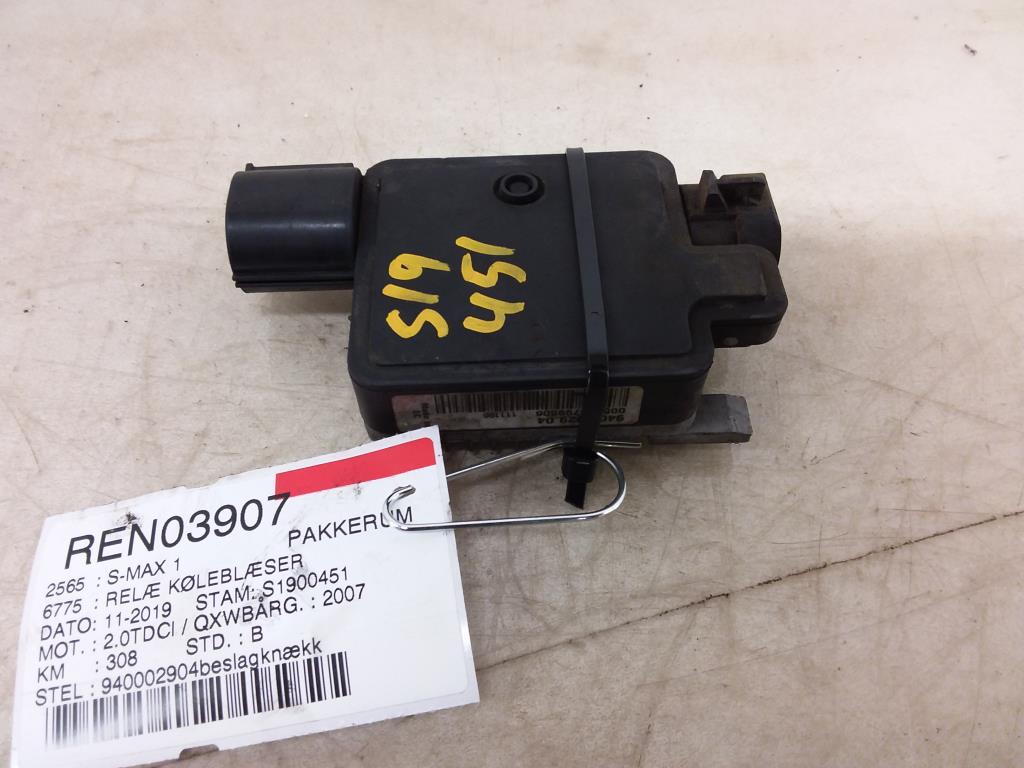 S19
451
REN03907
PAKKERUM
2565 : S-MAX 1
6775 : RELÆ KØLEBLÆSER
DATO: 11-2019 STAM: S1900451
MOT. : 2.0TDCI / QXWBÅRG. : 2007
KM : 308 STD. : B
STEL : 940002904beslagknækk